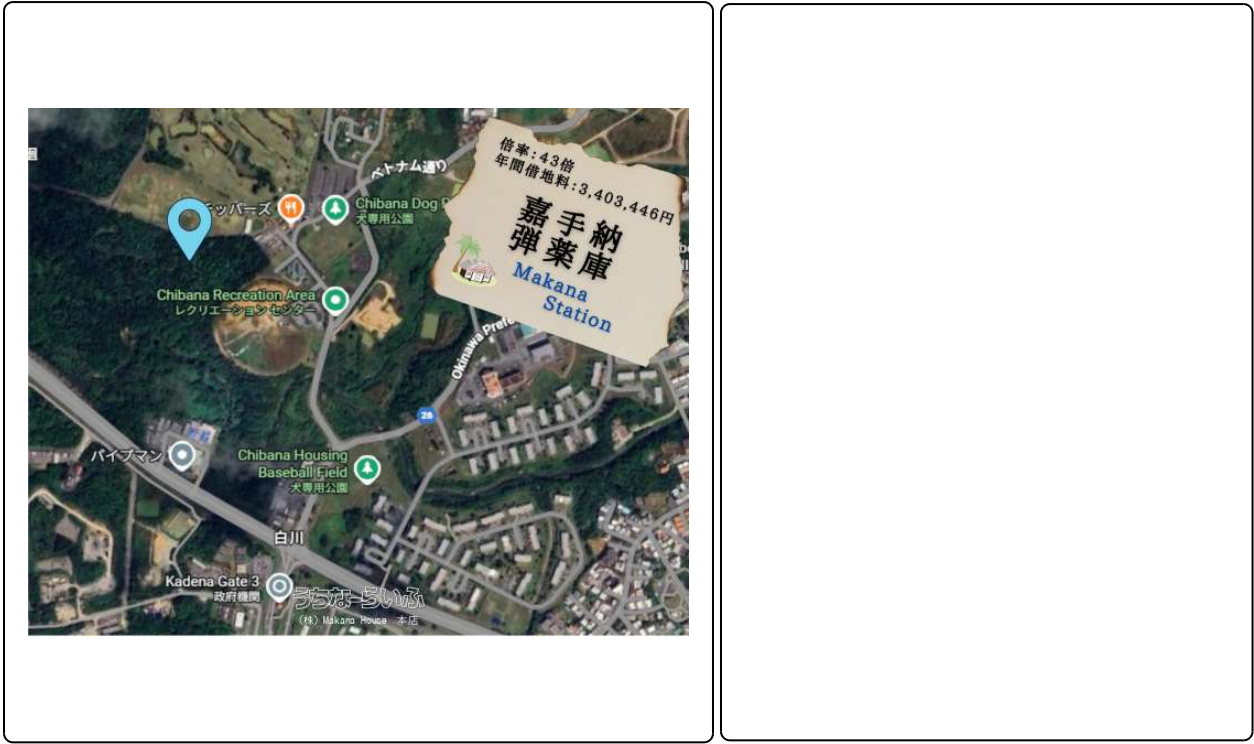 倍率:43倍
年間借地料:3,403,446円
嘉手納
弾薬庫
Makana
Station
ベトナム通り
チッパーズ
Chibana Dog
犬専用公園
Chibana Recreation Area
レクリエーション センター
Okinawa
26
パイプマン
Chibana Housing
Baseball Field
犬専用公園
白川
Kadena Gate 3
政府機関
うちなーらいふ
(株) Makana House 本店